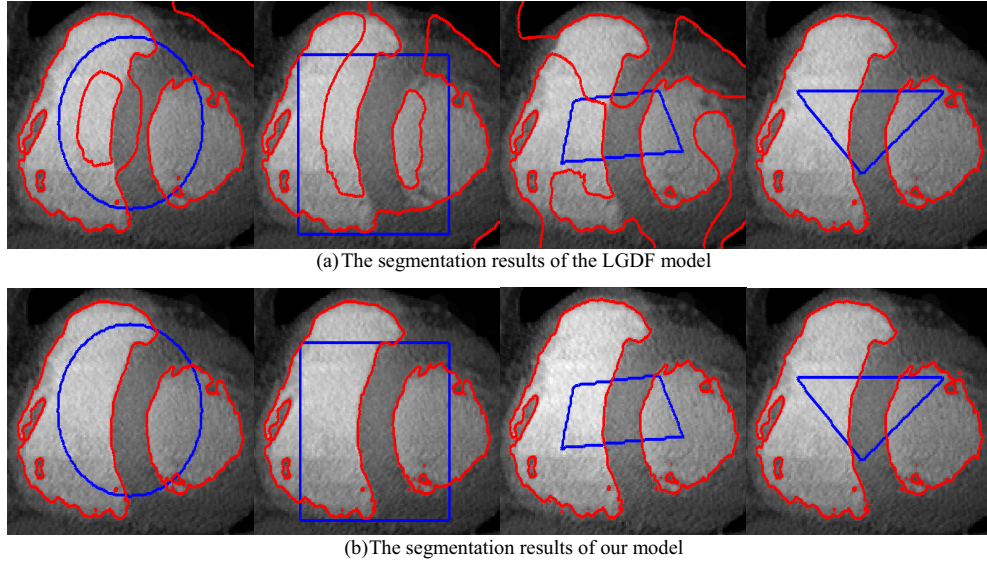 (a) The segmentation results of the LGDF model
(b) The segmentation results of our model